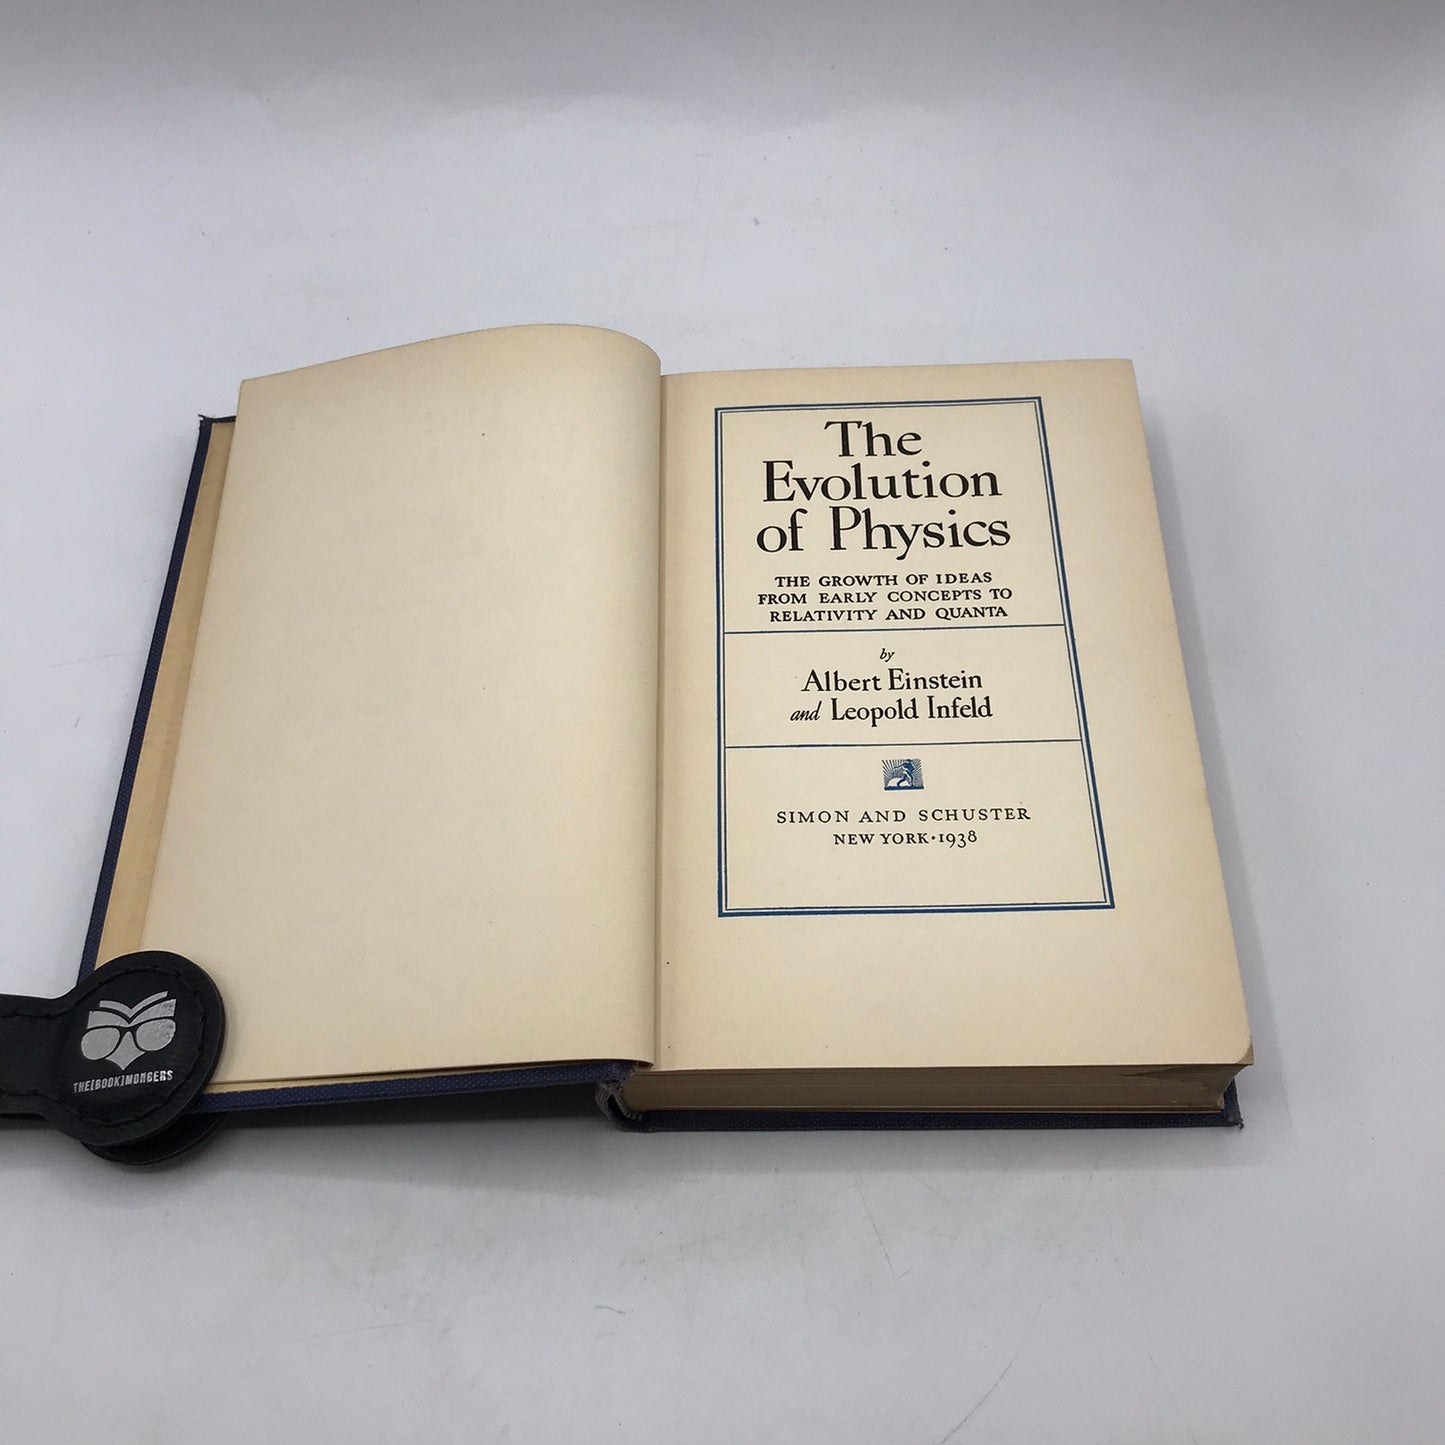 The
Evolution
of Physics
THE GROWTH OF IDEAS
FROM EARLY CONCEPTS TO
RELATIVITY AND QUANTA
by
Albert Einstein
and Leopold Infeld
SIMON AND SCHUSTER
NEW YORK · 1938
THE[BOOK]MONGERS